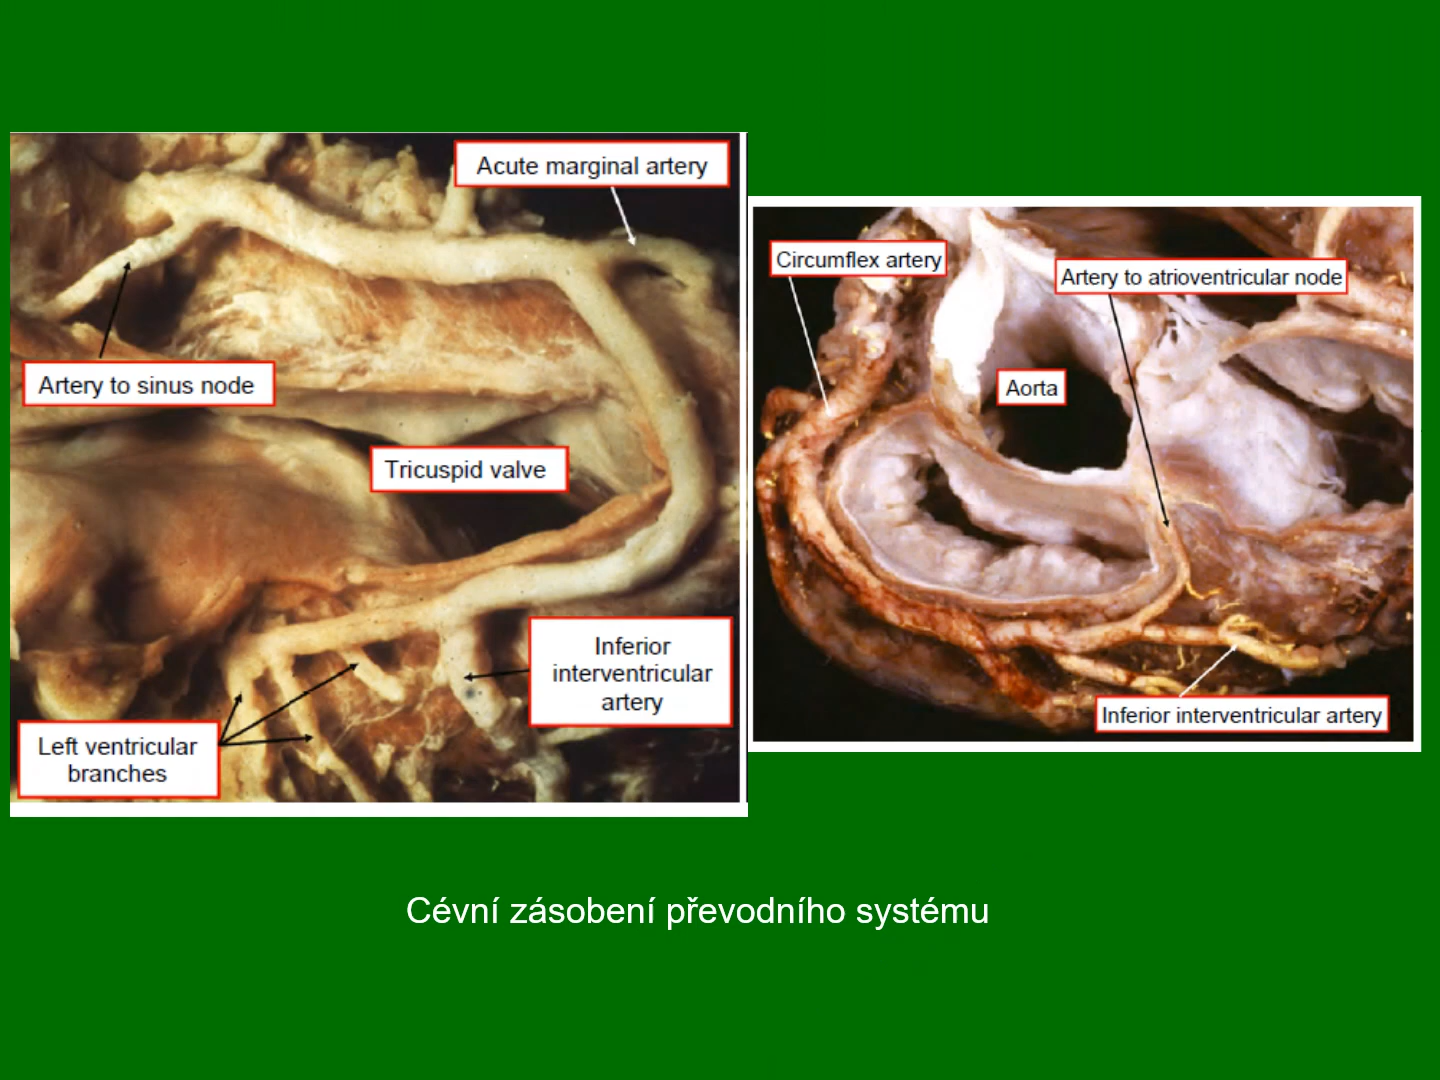 Acute marginal artery
Artery to sinus node
Tricuspid valve
Inferior
interventricular
artery
Left ventricular
branches
Circumflex artery
Artery to atrioventricular node
Aorta
Inferior interventricular artery
Cévní zásobení převodního systému